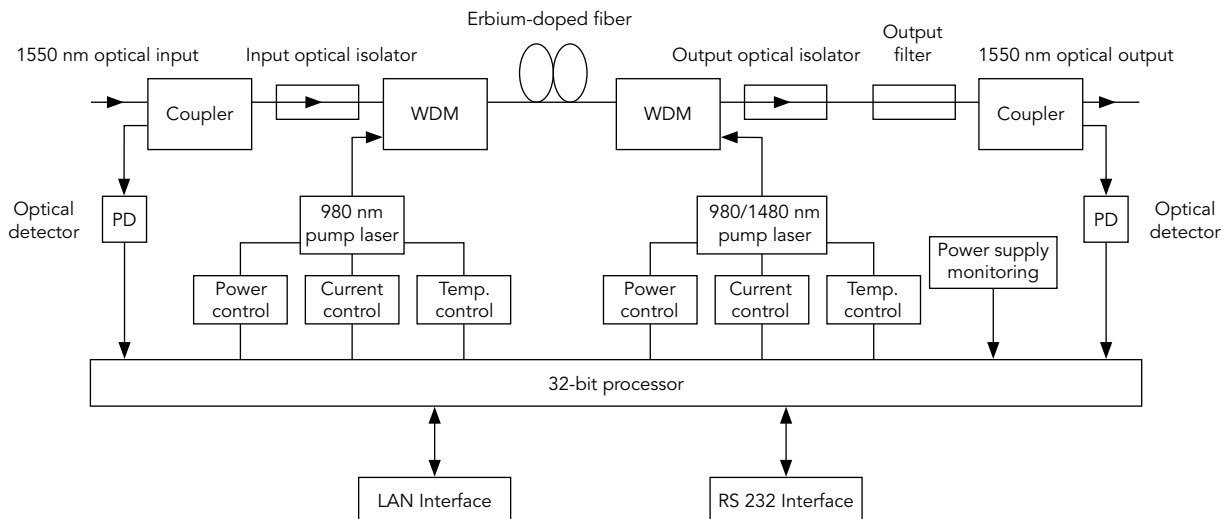 Erbium-doped fiber
1550 nm optical input
Input optical isolator
Output optical isolator
Output
filter
1550 nm optical output
Coupler
WDM
WDM
Coupler
Optical
detector
PD
980 nm
pump laser
980/1480 nm
pump laser
PD
Optical
detector
Power supply
monitoring
Power
control
Current
control
Temp.
control
Power
control
Current
control
Temp.
control
32-bit processor
LAN Interface
RS 232 Interface